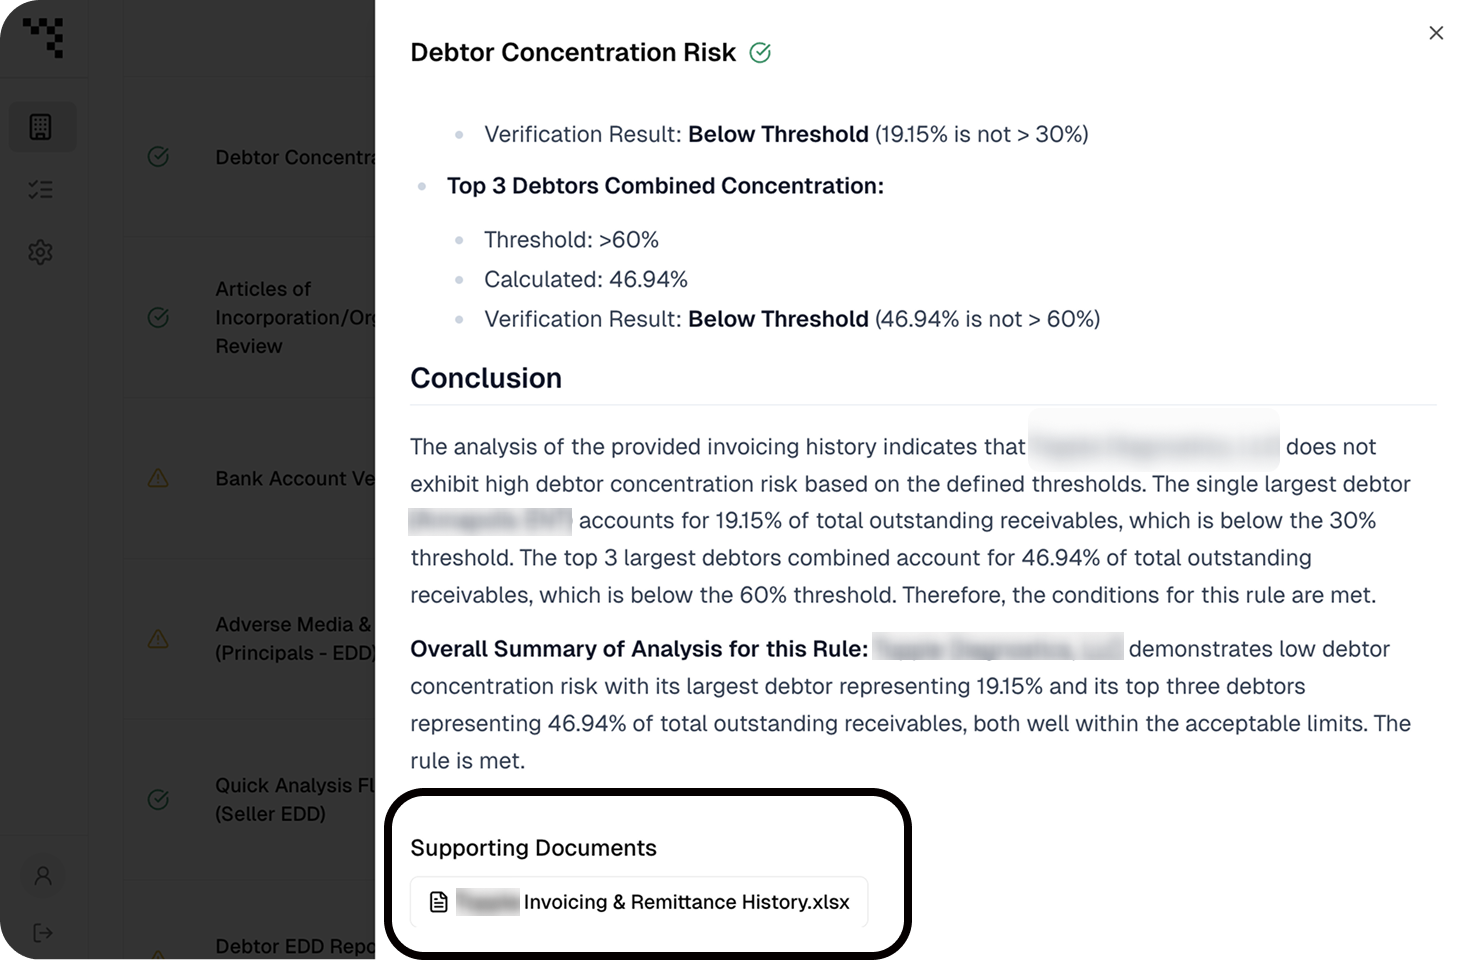 Debtor Concentra
Articles of
Incorporation/Org
Review
Bank Account Ve
Adverse Media &
(Principals - EDD)
Quick Analysis Fl
(Seller EDD)
Debtor EDD Repo
Debtor Concentration Risk
Verification Result: Below Threshold (19.15% is not > 30%)
Top 3 Debtors Combined Concentration:
Threshold: >60%
Calculated: 46.94%
Verification Result: Below Threshold (46.94% is not > 60%)
Conclusion
The analysis of the provided invoicing history indicates that does not
exhibit high debtor concentration risk based on the defined thresholds. The single largest debtor
accounts for 19.15% of total outstanding receivables, which is below the 30%
threshold. The top 3 largest debtors combined account for 46.94% of total outstanding
receivables, which is below the 60% threshold. Therefore, the conditions for this rule are met.
Overall Summary of Analysis for this Rule: demonstrates low debtor
concentration risk with its largest debtor representing 19.15% and its top three debtors
representing 46.94% of total outstanding receivables, both well within the acceptable limits. The
rule is met.
Supporting Documents
Invoicing & Remittance History.xlsx